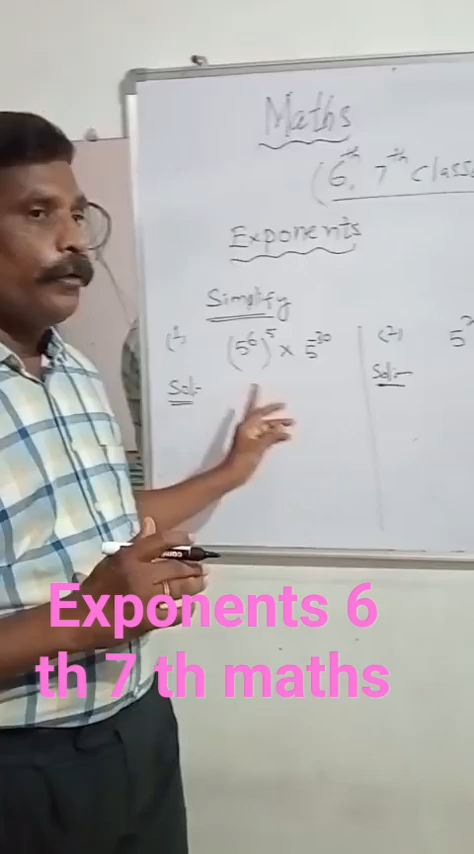 Maths
(6th, 7th class
Exponents
Simplify
(1) (5⁶)⁵ × 5⁻³⁰
Sol:-
(2) 5
Sol:-
Exponents 6
th 7 th maths